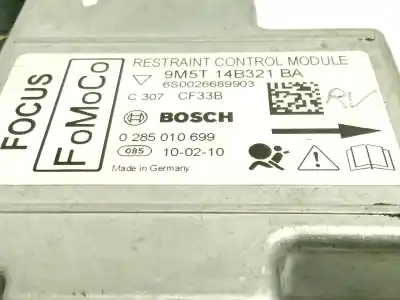 FOCUS
FoMoCo
RESTRAINT CONTROL MODULE
9M5T 14B321 BA
6S0026689903
C 307 CF33B
RV
BOSCH
0 285 010 699
085 10-02-10
Made in Germany